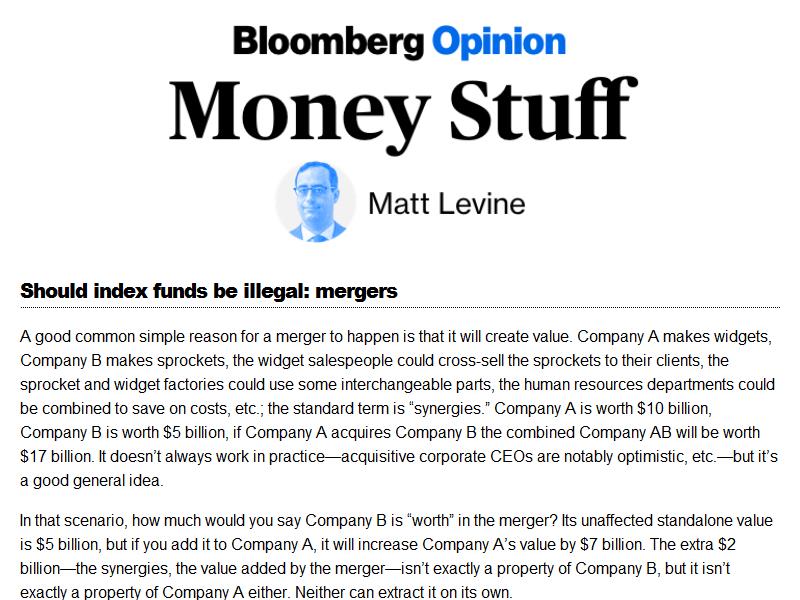 Bloomberg Opinion
Money Stuff
Matt Levine
Should index funds be illegal: mergers
A good common simple reason for a merger to happen is that it will create value. Company A makes widgets,
Company B makes sprockets, the widget salespeople could cross-sell the sprockets to their clients, the
sprocket and widget factories could use some interchangeable parts, the human resources departments could
be combined to save on costs, etc.; the standard term is “synergies.” Company A is worth $10 billion,
Company B is worth $5 billion, if Company A acquires Company B the combined Company AB will be worth
$17 billion. It doesn’t always work in practice—acquisitive corporate CEOs are notably optimistic, etc.—but it’s
a good general idea.
In that scenario, how much would you say Company B is “worth” in the merger? Its unaffected standalone value
is $5 billion, but if you add it to Company A, it will increase Company A’s value by $7 billion. The extra $2
billion—the synergies, the value added by the merger—isn’t exactly a property of Company B, but it isn’t
exactly a property of Company A either. Neither can extract it on its own.